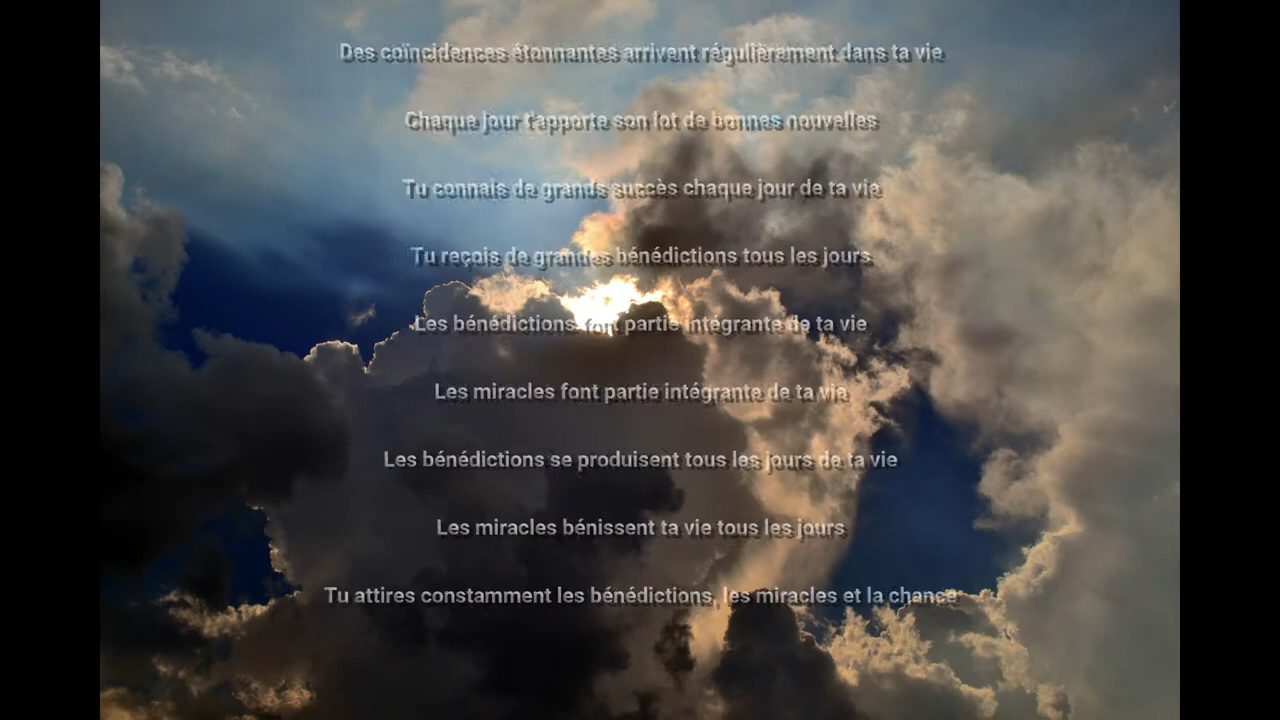 Des coïncidences étonnantes arrivent régulièrement dans ta vie
Chaque jour t'apporte son lot de bonnes nouvelles
Tu connais de grands succès chaque jour de ta vie
Tu reçois de grandes bénédictions tous les jours
Les bénédictions font partie intégrante de ta vie
Les miracles font partie intégrante de ta vie
Les bénédictions se produisent tous les jours de ta vie
Les miracles bénissent ta vie tous les jours
Tu attires constamment les bénédictions, les miracles et la chance